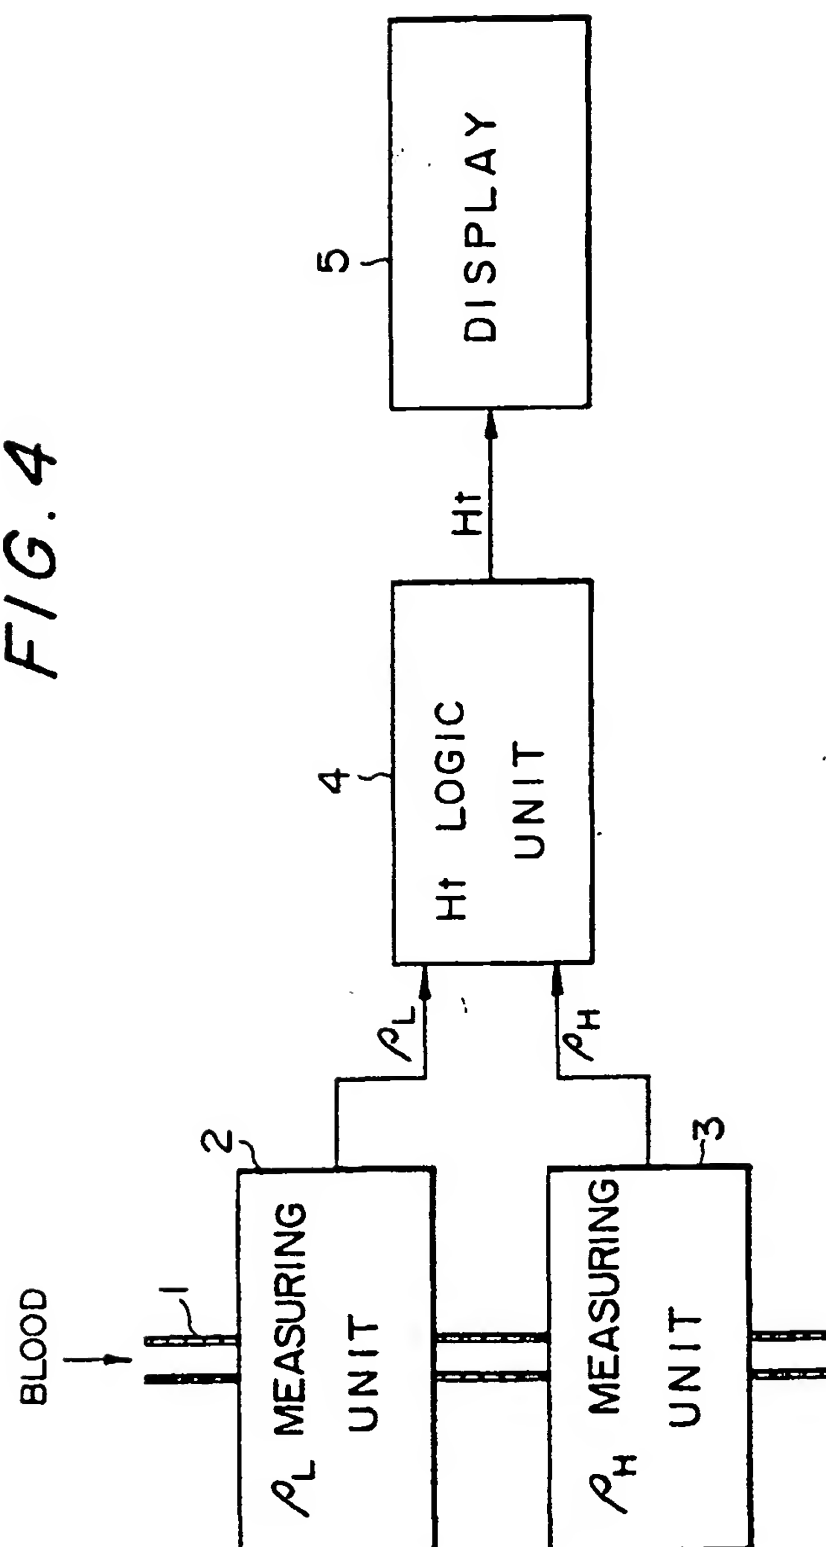 FIG. 4
BLOOD
1
2
ρL MEASURING
UNIT
ρL
3
ρH MEASURING
UNIT
ρH
4
Ht LOGIC
UNIT
Ht
5
DISPLAY